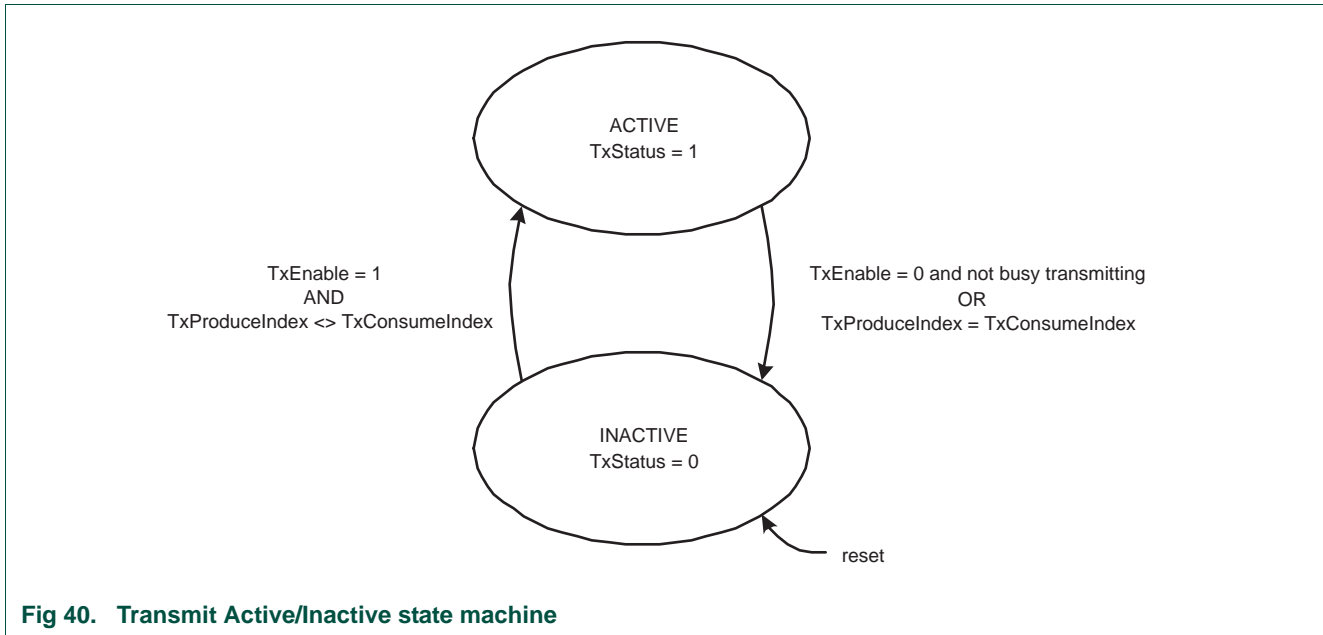 ACTIVE
TxStatus = 1
TxEnable = 1
AND
TxProduceIndex <> TxConsumeIndex
TxEnable = 0 and not busy transmitting
OR
TxProduceIndex = TxConsumeIndex
INACTIVE
TxStatus = 0
reset
Fig 40. Transmit Active/Inactive state machine